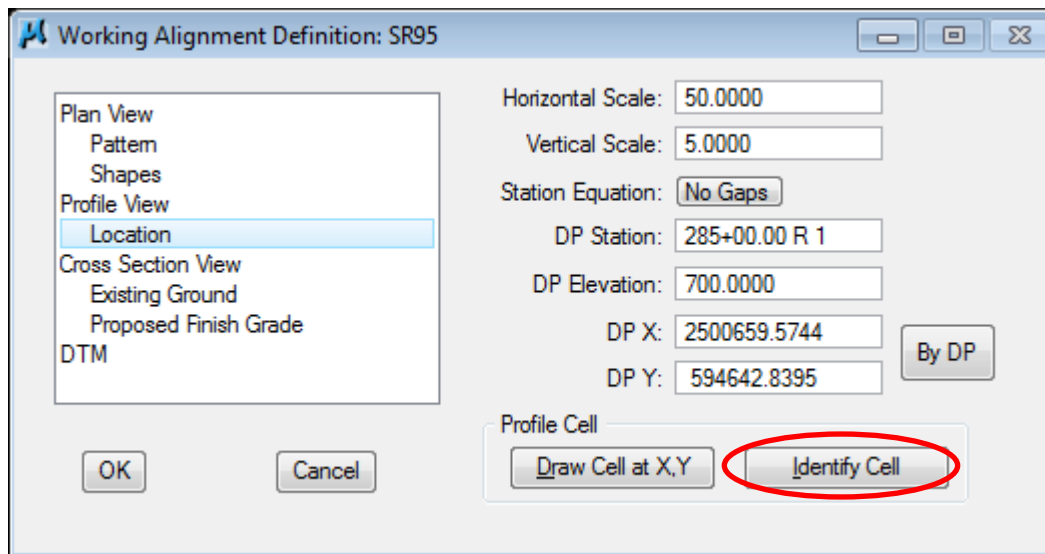 Working Alignment Definition: SR95
Plan View
Pattern
Shapes
Profile View
Location
Cross Section View
Existing Ground
Proposed Finish Grade
DTM
OK
Cancel
Horizontal Scale: 50.0000
Vertical Scale: 5.0000
Station Equation: No Gaps
DP Station: 285+00.00 R 1
DP Elevation: 700.0000
DP X: 2500659.5744
DP Y: 594642.8395
By DP
Profile Cell
Draw Cell at X,Y
Identify Cell